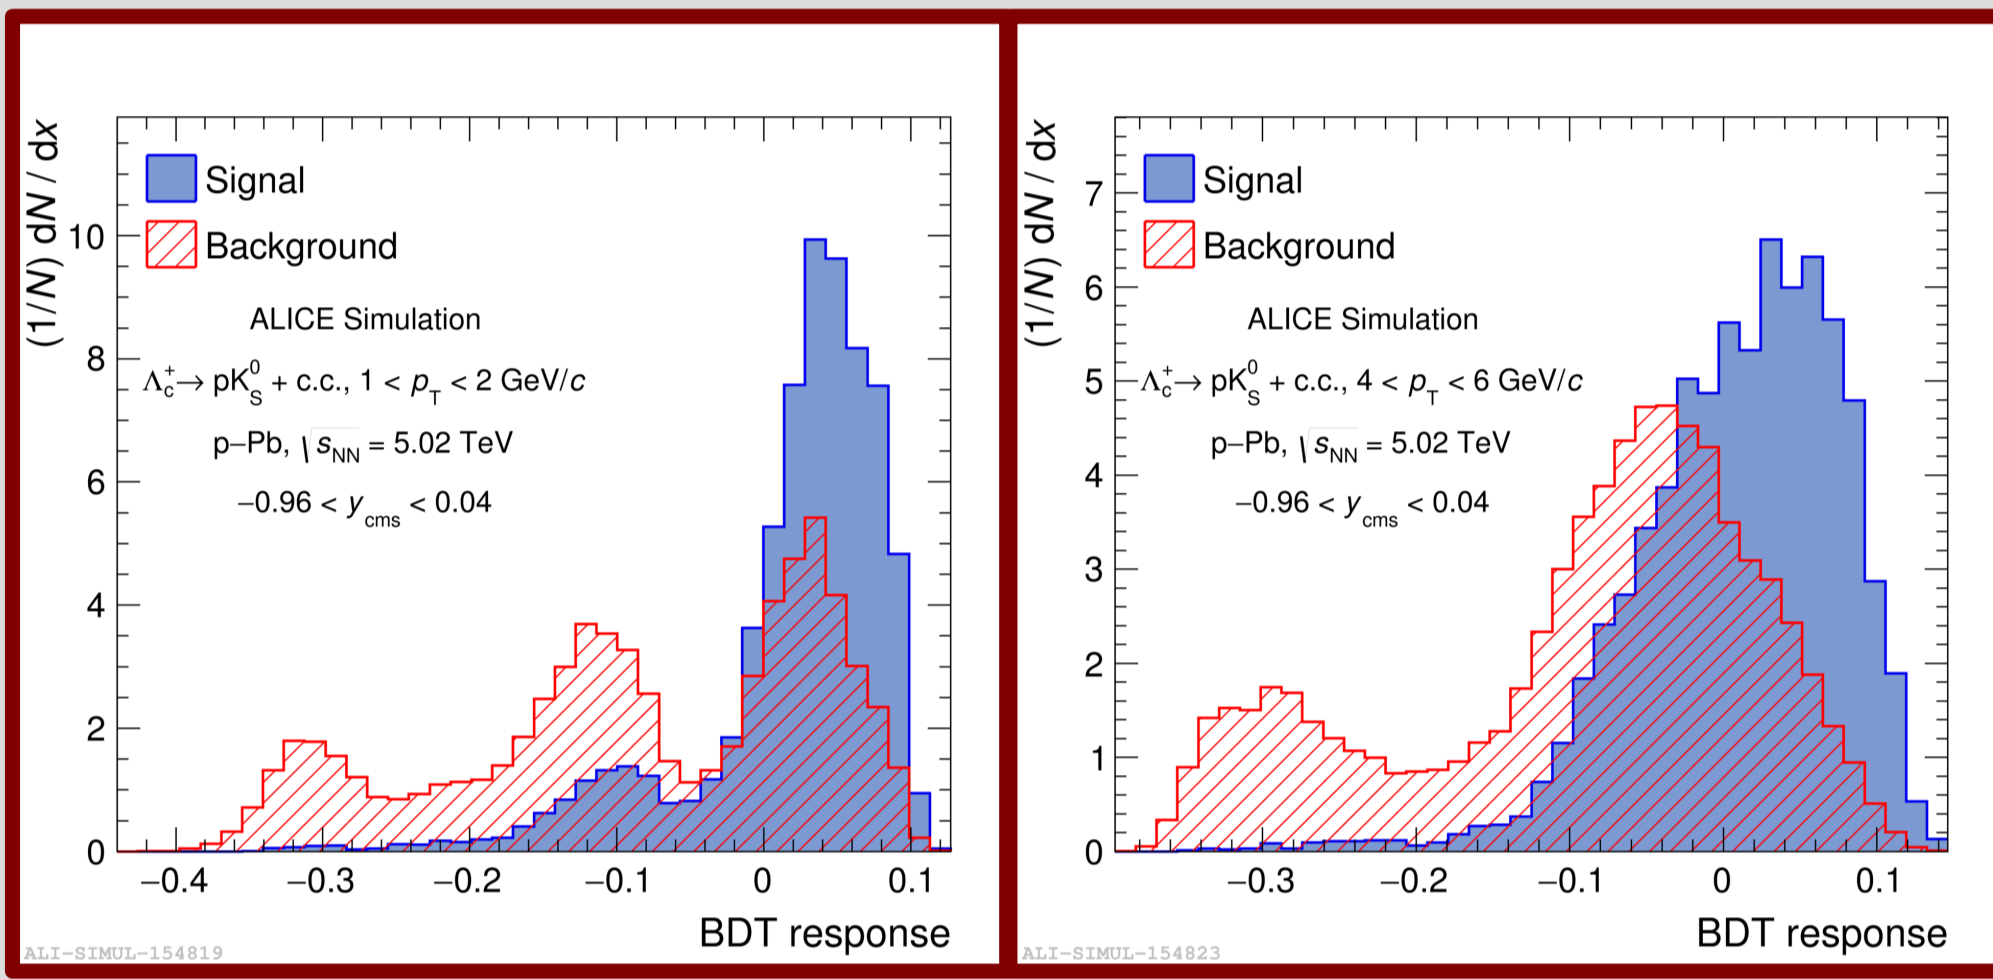 (1/N) dN / dx
Signal
Background
ALICE Simulation
Λc+→ pK0S + c.c., 1 < pT < 2 GeV/c
p–Pb, √sNN = 5.02 TeV
−0.96 < ycms < 0.04
10
8
6
4
2
0
−0.4 −0.3 −0.2 −0.1 0 0.1
BDT response
ALI-SIMUL-154819
(1/N) dN / dx
Signal
Background
ALICE Simulation
Λc+→ pK0S + c.c., 4 < pT < 6 GeV/c
p–Pb, √sNN = 5.02 TeV
−0.96 < ycms < 0.04
7
6
5
4
3
2
1
0
−0.3 −0.2 −0.1 0 0.1
BDT response
ALI-SIMUL-154823